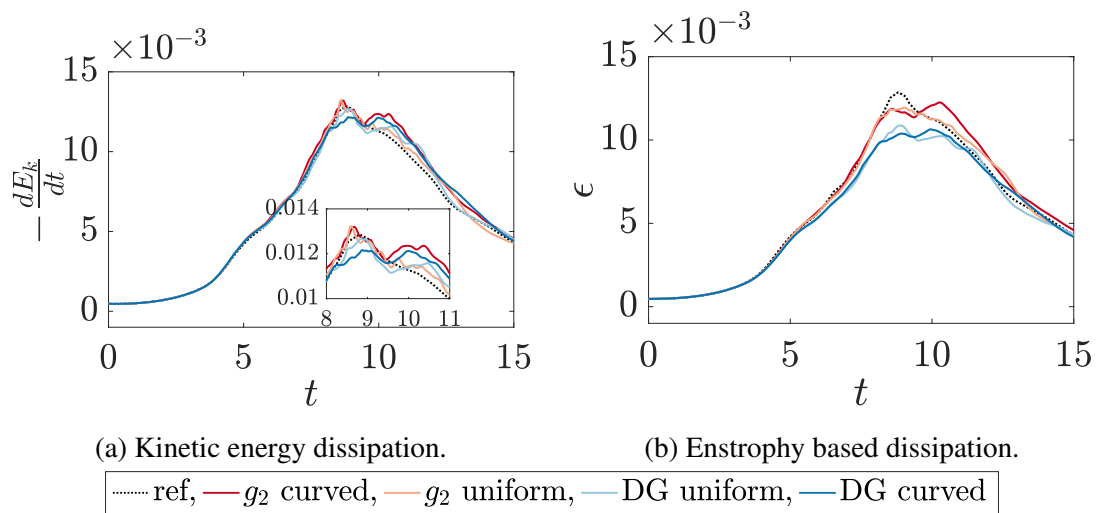 ×10⁻³
15
10
5
0
0 5 10 15
t
−dE_k/dt
0.014
0.012
0.01
8 9 10 11
×10⁻³
15
10
5
0
0 5 10 15
t
ϵ
(a) Kinetic energy dissipation.
(b) Enstrophy based dissipation.
ref, g₂ curved, g₂ uniform, DG uniform, DG curved